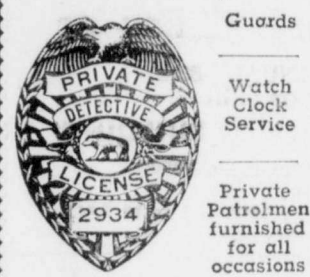 PRIVATE
DETECTIVE
LICENSE
2934
Guards
Watch
Clock
Service
Private
Patrolmen
furnished
for all
occasions